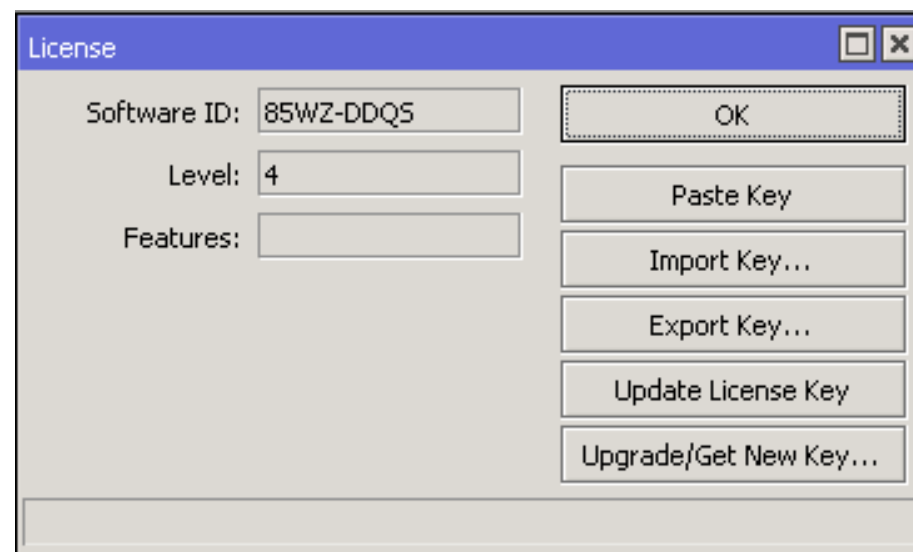 License
Software ID: 85WZ-DDQS
OK
Level: 4
Paste Key
Features:
Import Key...
Export Key...
Update License Key
Upgrade/Get New Key...